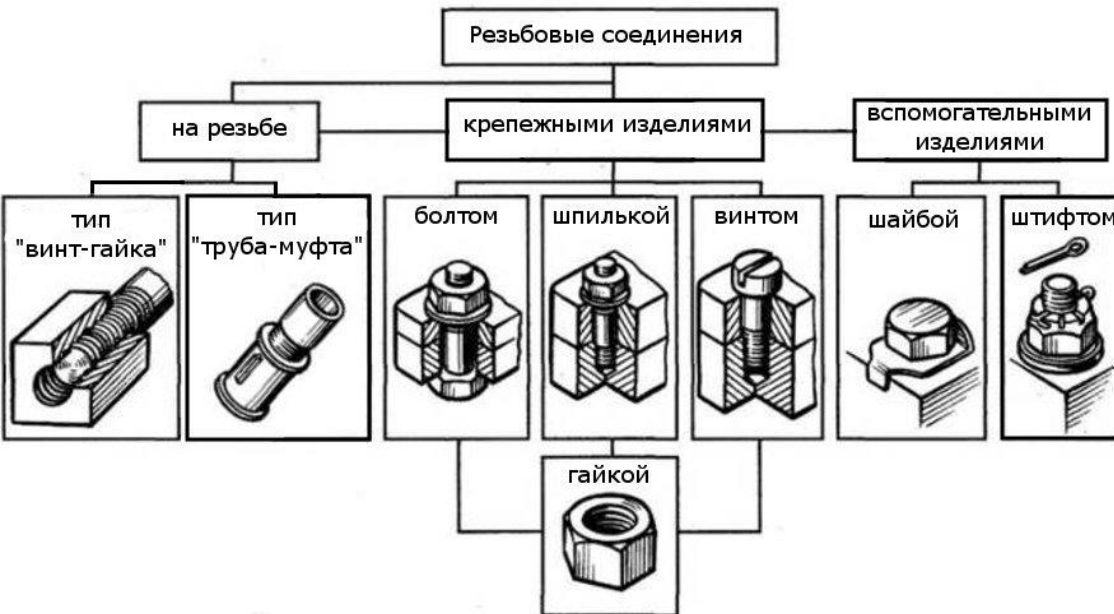 Резьбовые соединения
на резьбе
крепежными изделиями
вспомогательными
изделиями
тип
"винт-гайка"
тип
"труба-муфта"
болтом
шпилькой
винтом
шайбой
штифтом
гайкой